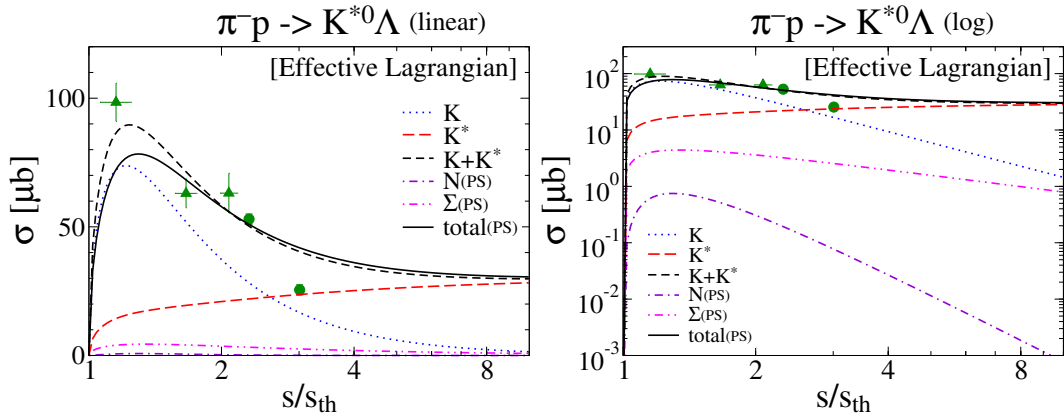 π⁻p -> K*⁰Λ (linear)
[Effective Lagrangian]
σ [μb]
100
50
0
K
K*
K+K*
N(PS)
Σ(PS)
total(PS)
1
2
4
8
s/sth
π⁻p -> K*⁰Λ (log)
[Effective Lagrangian]
σ [μb]
10²
10¹
10⁰
10⁻¹
10⁻²
10⁻³
K
K*
K+K*
N(PS)
Σ(PS)
total(PS)
1
2
4
8
s/sth